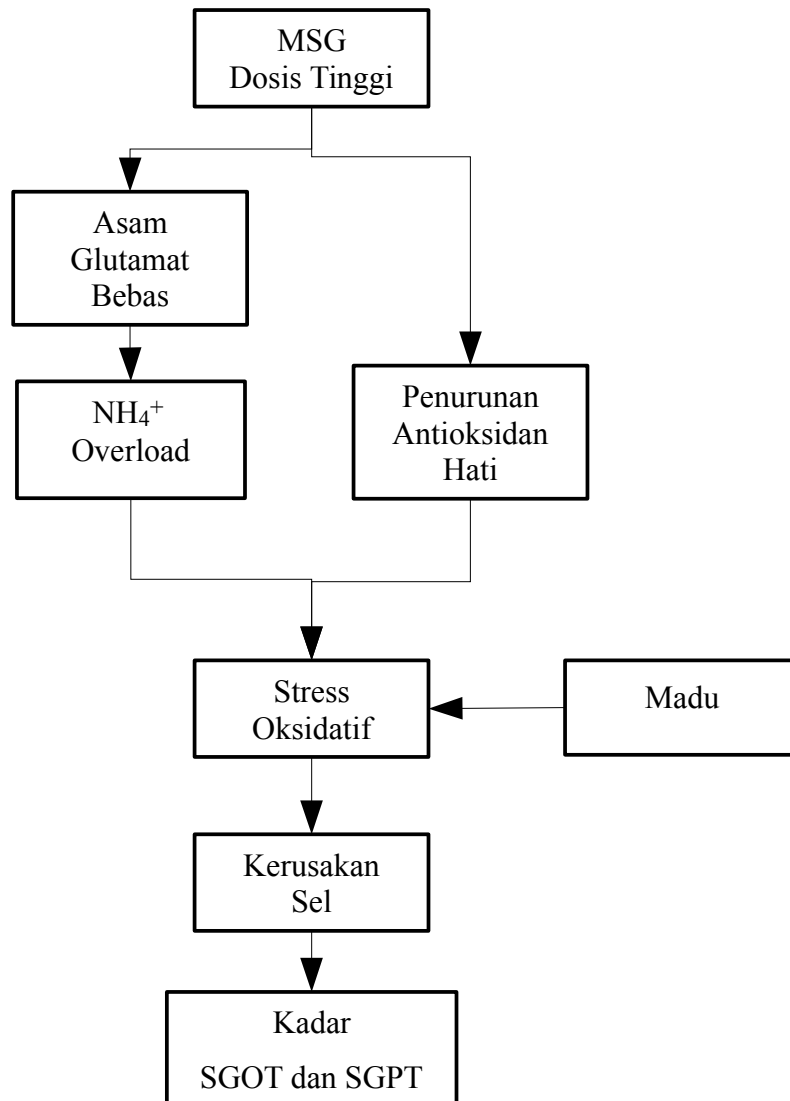 MSG
Dosis Tinggi
Asam
Glutamat
Bebas
NH₄⁺
Overload
Penurunan
Antioksidan
Hati
Stress
Oksidatif
Madu
Kerusakan
Sel
Kadar
SGOT dan SGPT